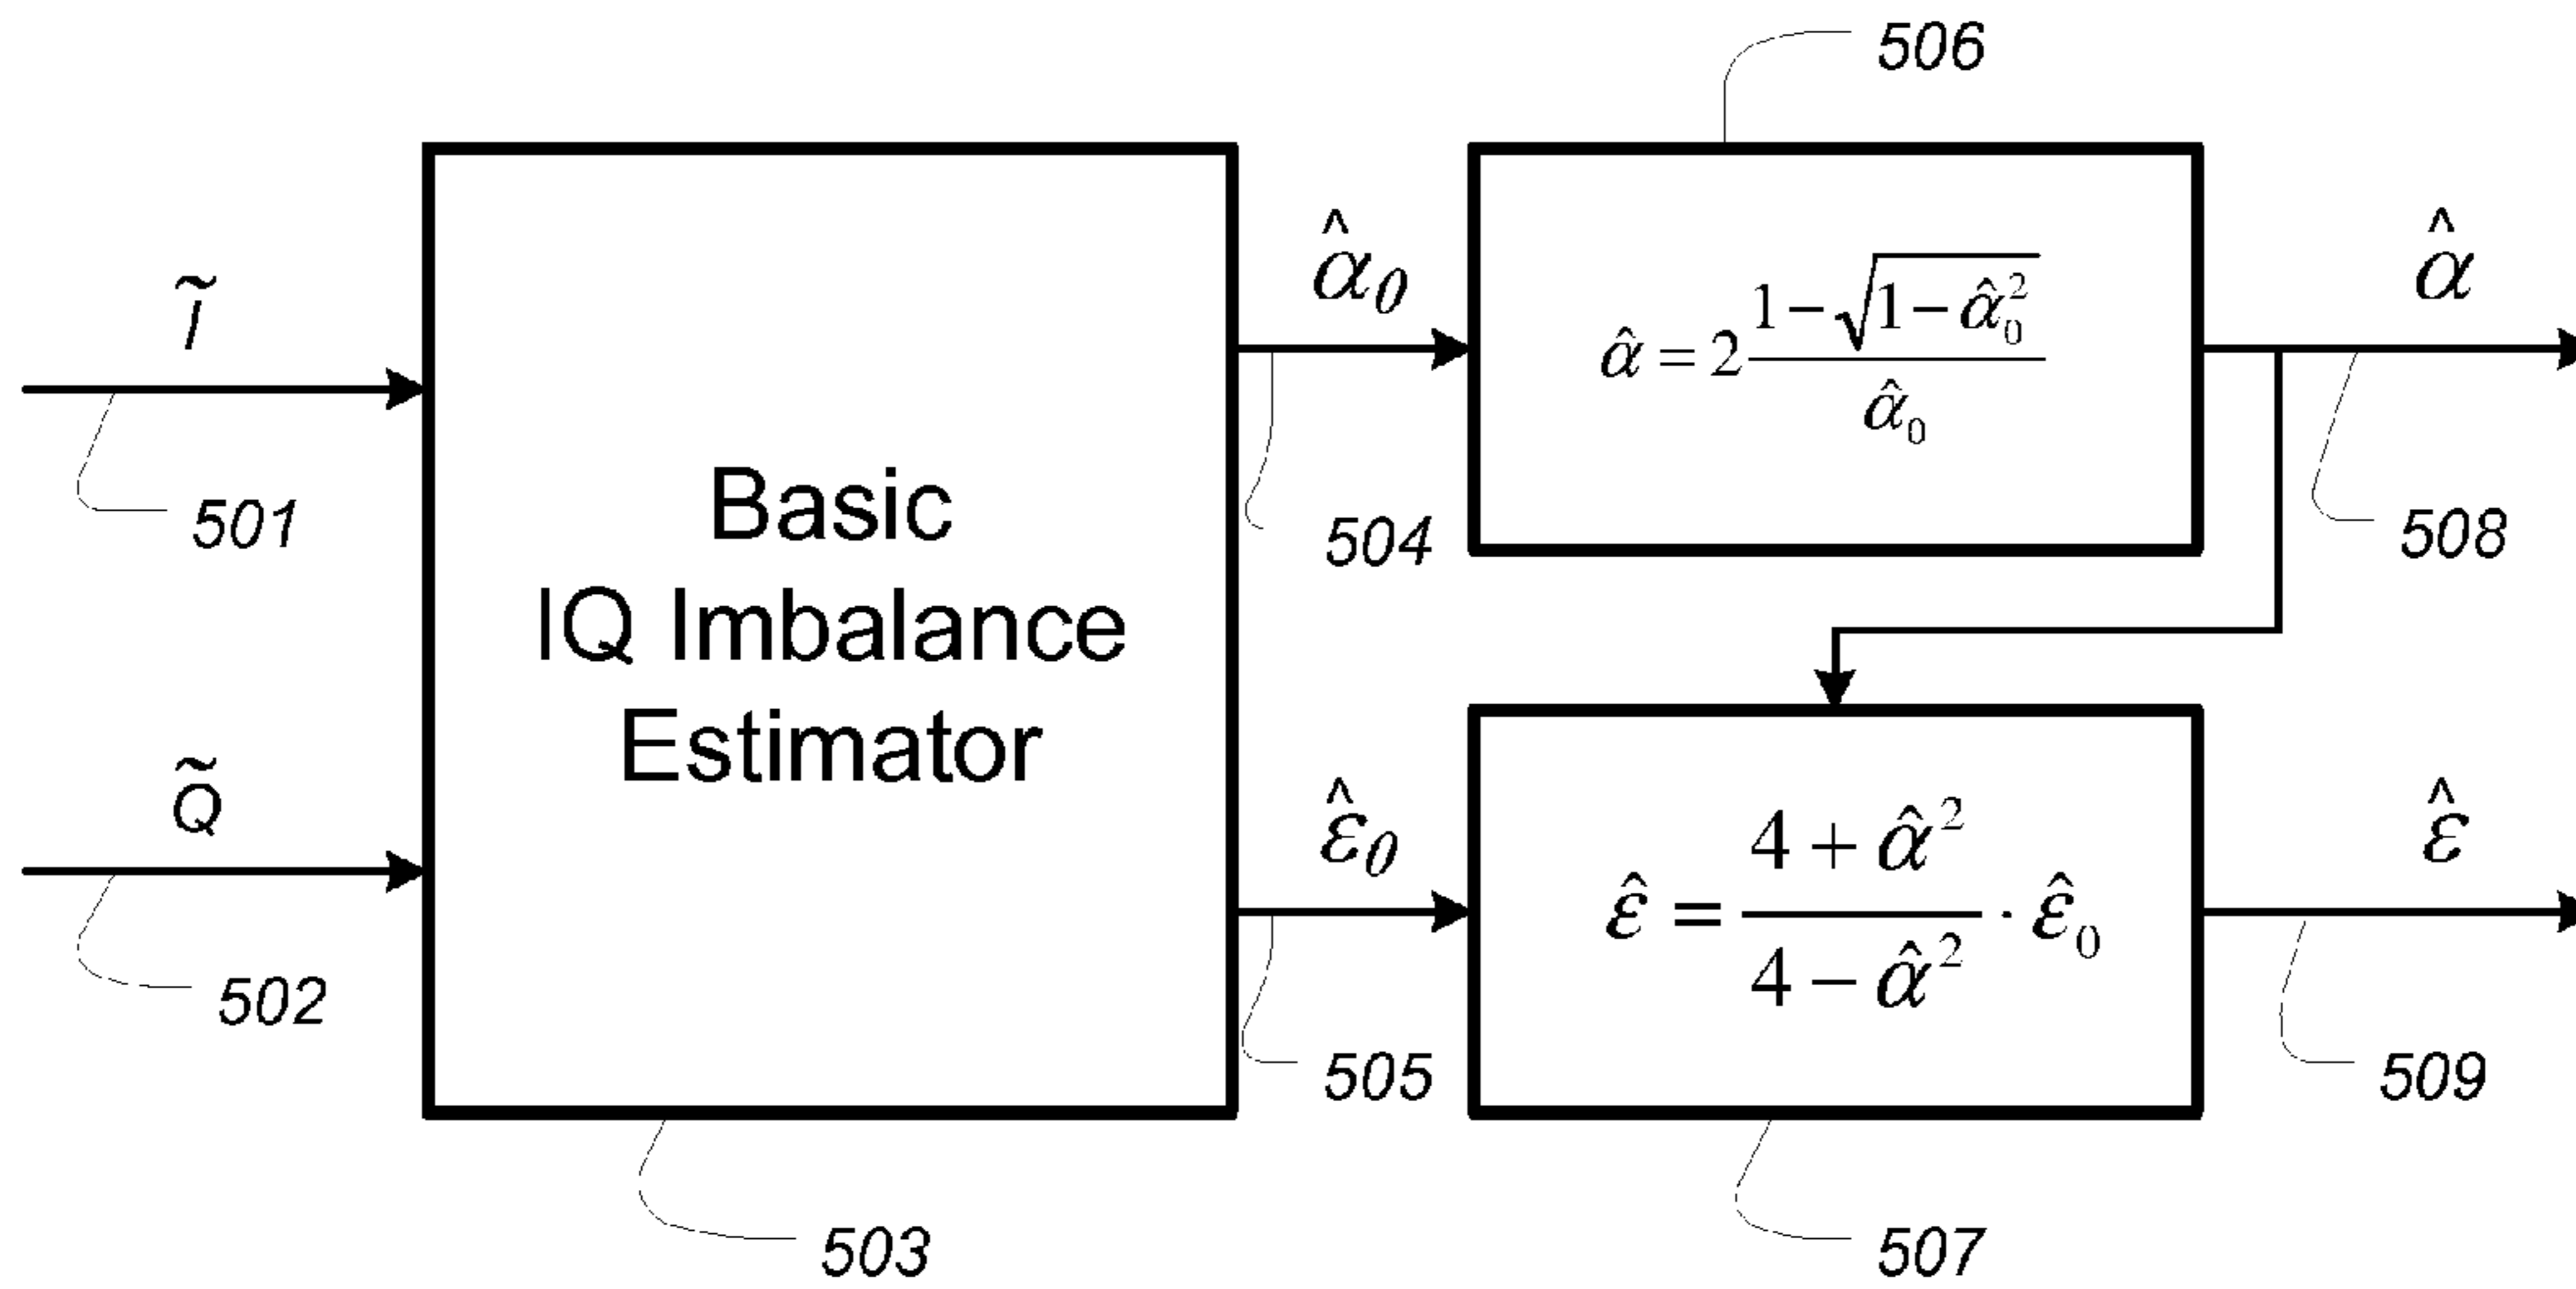 506
Ĩ
501
Q̃
502
Basic
IQ Imbalance
Estimator
503
α̂₀
504
α̂ = 2 (1 − √(1 − α̂₀²)) / α̂₀
α̂
508
ε̂₀
505
ε̂ = (4 + α̂²) / (4 − α̂²) · ε̂₀
ε̂
509
507